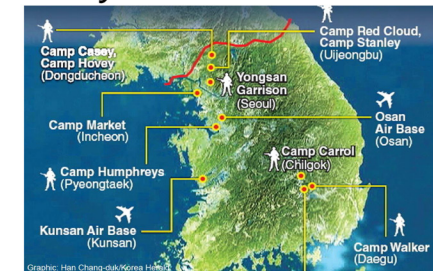 Camp Casey,
Camp Hovey
(Dongducheon)
Camp Red Cloud,
Camp Stanley
(Uijeongbu)
Yongsan
Garrison
(Seoul)
Camp Market
(Incheon)
Osan
Air Base
(Osan)
Camp Carrol
(Chilgok)
Camp Humphreys
(Pyeongtaek)
Kunsan Air Base
(Kunsan)
Camp Walker
(Daegu)
Graphic: Han Chang-duk/Korea Herald